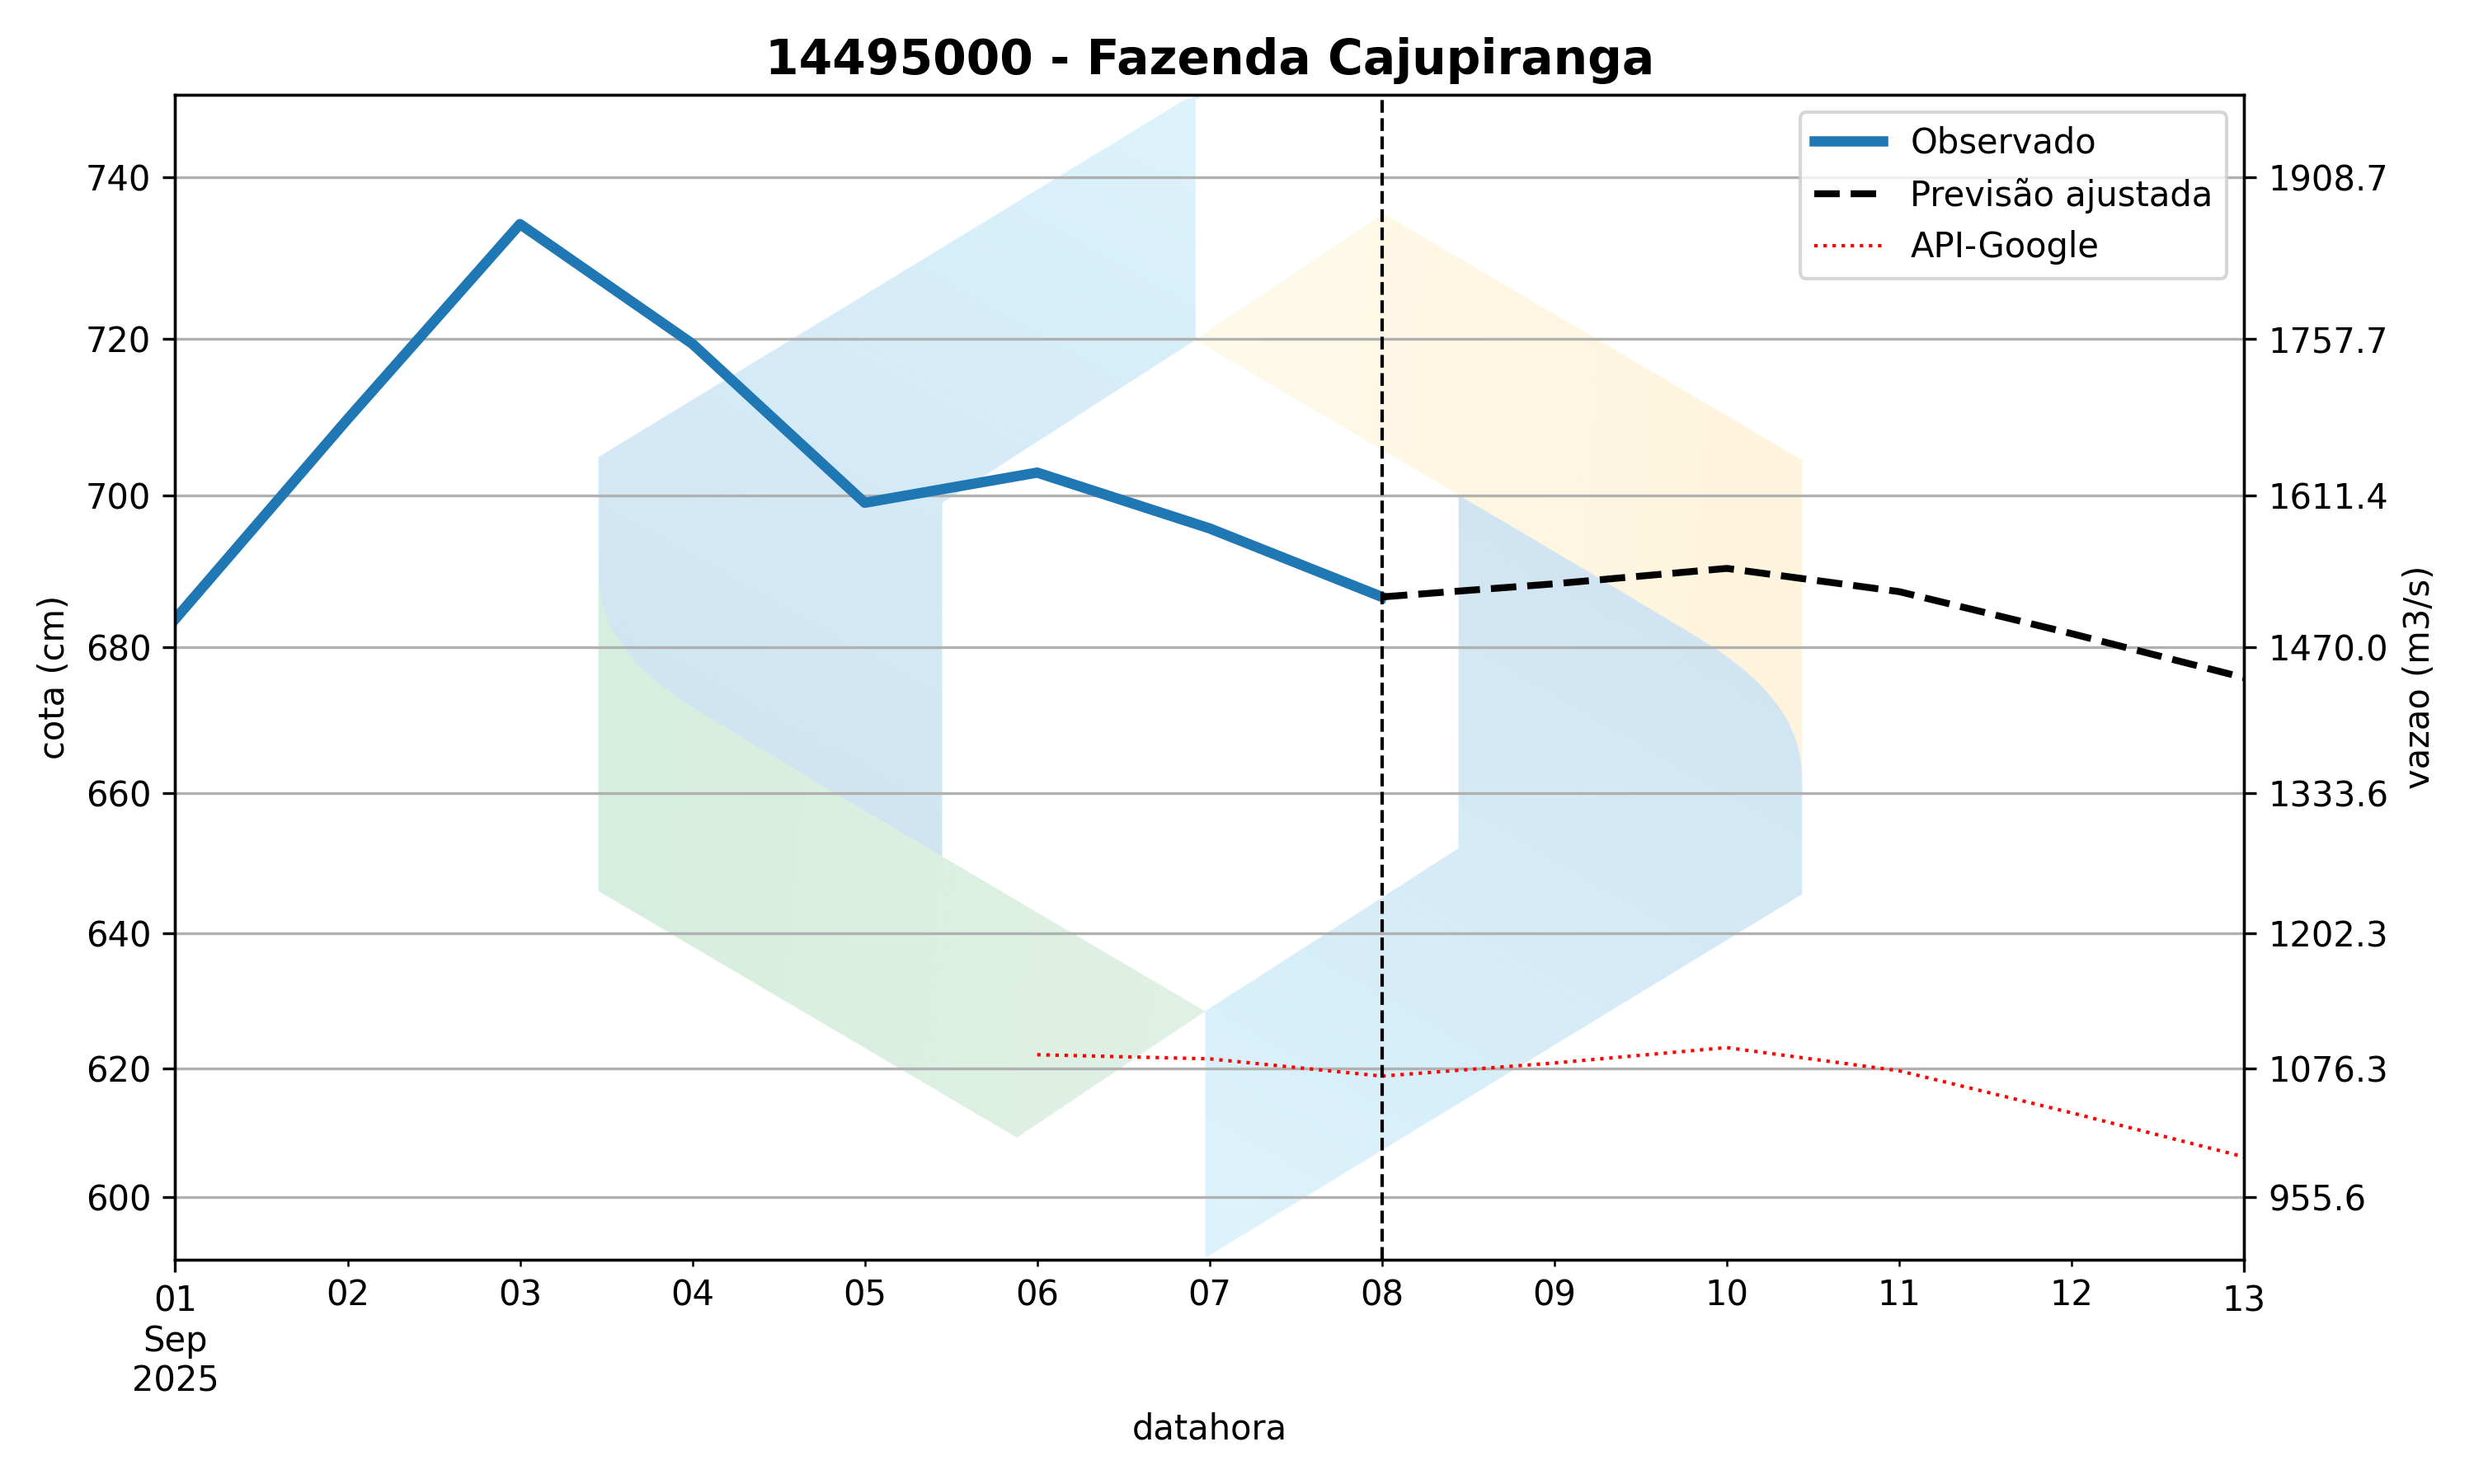 14495000 - Fazenda Cajupiranga
Observado
Previsão ajustada
API-Google
740
720
700
680
660
640
620
600
cota (cm)
1908.7
1757.7
1611.4
1470.0
1333.6
1202.3
1076.3
955.6
vazao (m3/s)
01 02 03 04 05 06 07 08 09 10 11 12 13
Sep
2025
datahora